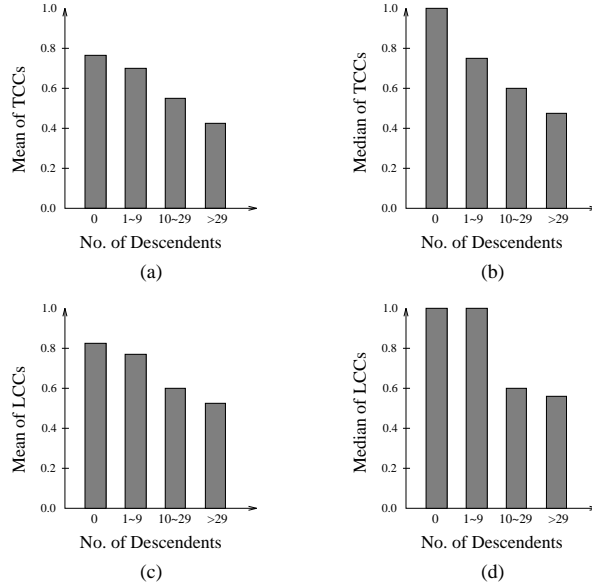 1.0
0.8
0.6
0.4
0.2
0.0
Mean of TCCs
0 1~9 10~29 >29
No. of Descendents
(a)
1.0
0.8
0.6
0.4
0.2
0.0
Median of TCCs
0 1~9 10~29 >29
No. of Descendents
(b)
1.0
0.8
0.6
0.4
0.2
0.0
Mean of LCCs
0 1~9 10~29 >29
No. of Descendents
(c)
1.0
0.8
0.6
0.4
0.2
0.0
Median of LCCs
0 1~9 10~29 >29
No. of Descendents
(d)